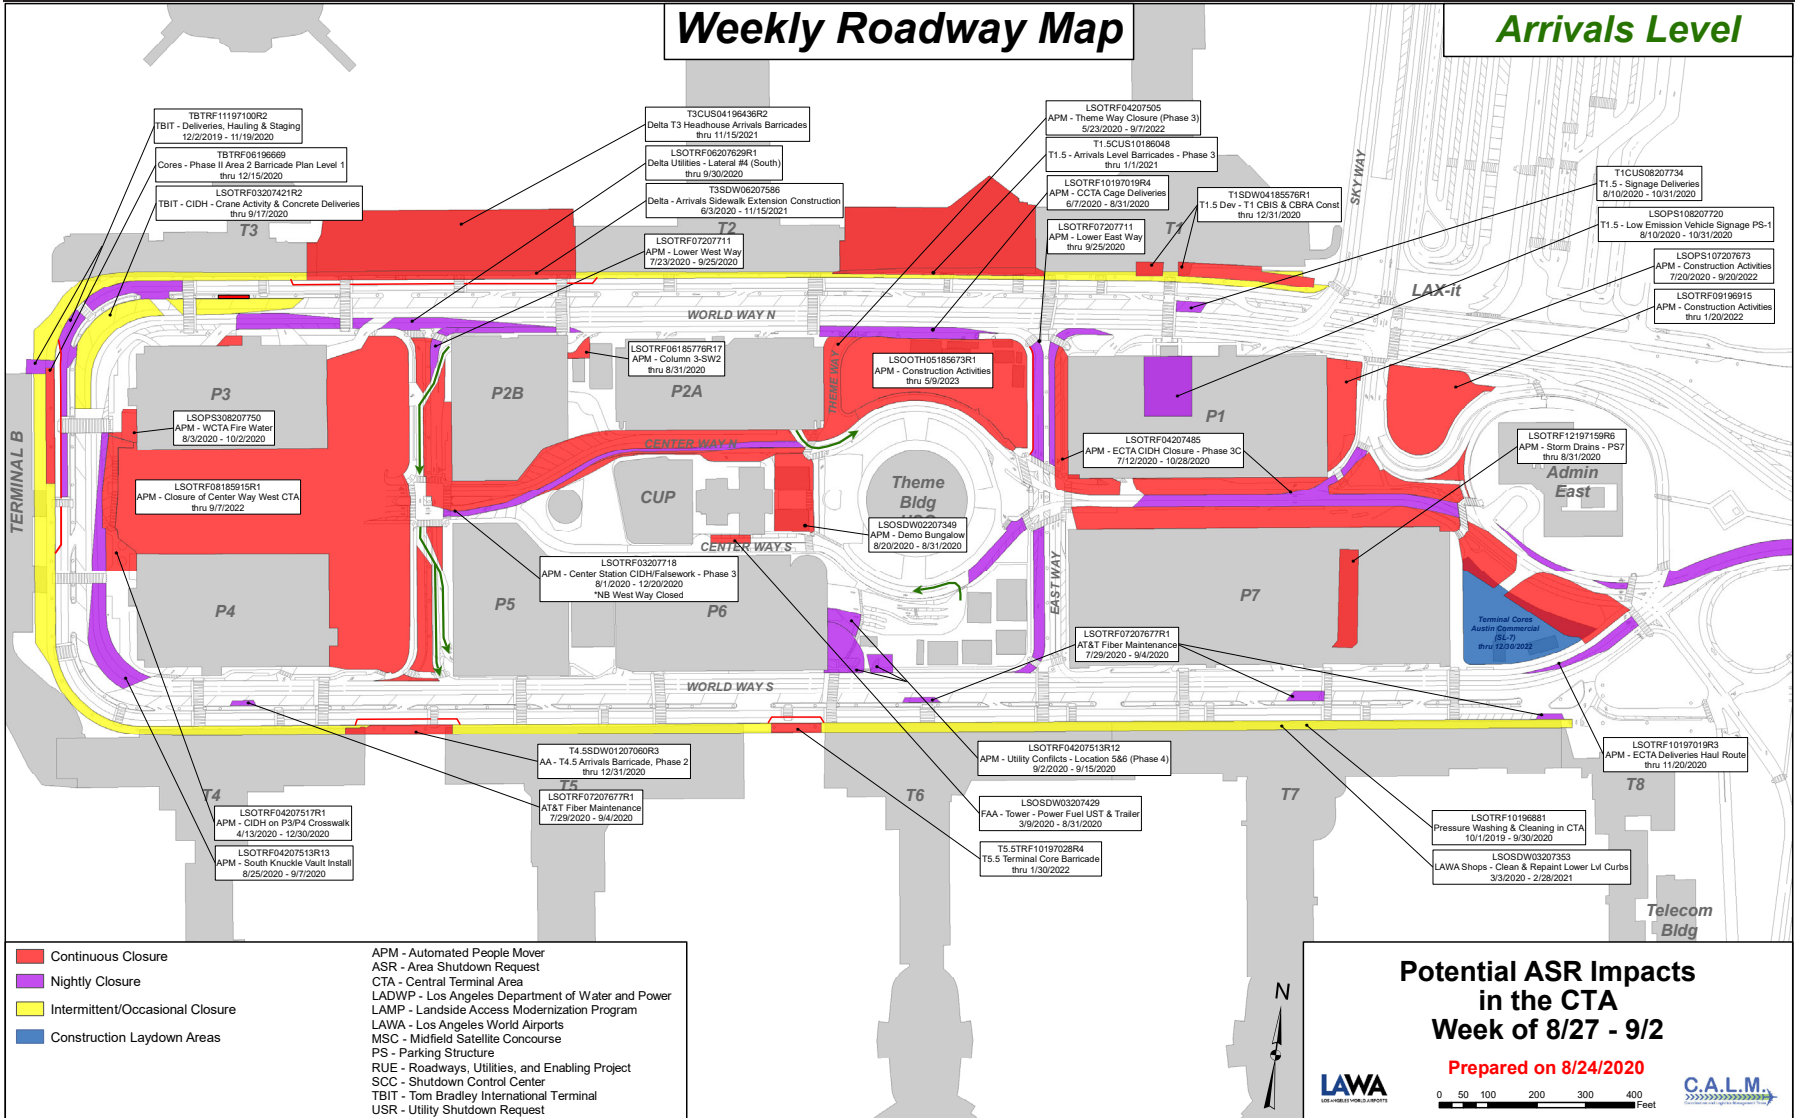 Weekly Roadway Map
Arrivals Level
TBTRF11197100R2
TBIT - Deliveries, Hauling & Staging
12/2/2019 - 11/19/2020
TBTRF06196669
Cores - Phase II Area 2 Barricade Plan Level 1
thru 12/15/2020
LSOTRF03207421R2
TBIT - CIDH - Crane Activity & Concrete Deliveries
thru 9/17/2020
T3CUS04196436R2
Delta T3 Headhouse Arrivals Barricades
thru 11/15/2021
LSOTRF06207629R1
Delta Utilities - Lateral #4 (South)
thru 9/30/2020
T3SDW06207586
Delta - Arrivals Sidewalk Extension Construction
6/3/2020 - 11/15/2021
LSOTRF07207711
APM - Lower West Way
7/23/2020 - 9/25/2020
LSOTRF04207505
APM - Theme Way Closure (Phase 3)
5/23/2020 - 9/7/2022
T1.5CUS10186048
T1.5 - Arrivals Level Barricades - Phase 3
thru 1/1/2021
LSOTRF10197019R4
APM - CCTA Cage Deliveries
6/7/2020 - 8/31/2020
LSOTRF07207711
APM - Lower East Way
thru 9/25/2020
T1SDW04185576R1
T1.5 Dev - T1 CBIS & CBRA Const
thru 12/31/2020
T1CUS08207734
T1.5 - Signage Deliveries
8/10/2020 - 10/31/2020
LSOPS108207720
T1.5 - Low Emission Vehicle Signage PS-1
8/10/2020 - 10/31/2020
LSOPS107207673
APM - Construction Activities
7/20/2020 - 9/20/2022
LSOTRF09196915
APM - Construction Activities
thru 1/20/2022
T3
T2
T1
SKY WAY
LAX-it
WORLD WAY N
LSOTRF06185776R17
APM - Column 3-SW2
thru 8/31/2020
LSOOTH05185673R1
APM - Construction Activities
thru 5/9/2023
THEME WAY
P3
P2B
P2A
P1
LSOPS308207750
APM - WCTA Fire Water
8/3/2020 - 10/2/2020
CENTER WAY N
LSOTRF04207485
APM - ECTA CIDH Closure - Phase 3C
7/12/2020 - 10/28/2020
LSOTRF12197159R6
APM - Storm Drains - PS7
thru 8/31/2020
Admin
East
TERMINAL B
LSOTRF08185915R1
APM - Closure of Center Way West CTA
thru 9/7/2022
CUP
Theme
Bldg
LSOSDW02207349
APM - Demo Bungalow
8/20/2020 - 8/31/2020
CENTER WAY S
LSOTRF03207718
APM - Center Station CIDH/Falsework - Phase 3
8/1/2020 - 12/20/2020
*NB West Way Closed
EAST WAY
P4
P5
P6
P7
Terminal Cores
Austin Commercial
(SL-7)
thru 12/30/2022
LSOTRF07207677R1
AT&T Fiber Maintenance
7/29/2020 - 9/4/2020
WORLD WAY S
T4.5SDW01207060R3
AA - T4.5 Arrivals Barricade, Phase 2
thru 12/31/2020
LSOTRF04207513R12
APM - Utility Confilcts - Location 5&6 (Phase 4)
9/2/2020 - 9/15/2020
LSOTRF10197019R3
APM - ECTA Deliveries Haul Route
thru 11/20/2020
T4
T5
T6
T7
T8
LSOTRF07207677R1
AT&T Fiber Maintenance
7/29/2020 - 9/4/2020
LSOTRF04207517R1
APM - CIDH on P3/P4 Crosswalk
4/13/2020 - 12/30/2020
LSOTRF04207513R13
APM - South Knuckle Vault Install
8/25/2020 - 9/7/2020
LSOSDW03207429
FAA - Tower - Power Fuel UST & Trailer
3/9/2020 - 8/31/2020
T5.5TRF10197028R4
T5.5 Terminal Core Barricade
thru 1/30/2022
LSOTRF10196881
Pressure Washing & Cleaning in CTA
10/1/2019 - 9/30/2020
LSOSDW03207353
LAWA Shops - Clean & Repaint Lower Lvl Curbs
3/3/2020 - 2/28/2021
Telecom
Bldg
Continuous Closure
Nightly Closure
Intermittent/Occasional Closure
Construction Laydown Areas
APM - Automated People Mover
ASR - Area Shutdown Request
CTA - Central Terminal Area
LADWP - Los Angeles Department of Water and Power
LAMP - Landside Access Modernization Program
LAWA - Los Angeles World Airports
MSC - Midfield Satellite Concourse
PS - Parking Structure
RUE - Roadways, Utilities, and Enabling Project
SCC - Shutdown Control Center
TBIT - Tom Bradley International Terminal
USR - Utility Shutdown Request
N
Potential ASR Impacts
in the CTA
Week of 8/27 - 9/2
Prepared on 8/24/2020
LAWA
LOS ANGELES WORLD AIRPORTS
0 50 100 200 300 400
Feet
C.A.L.M.